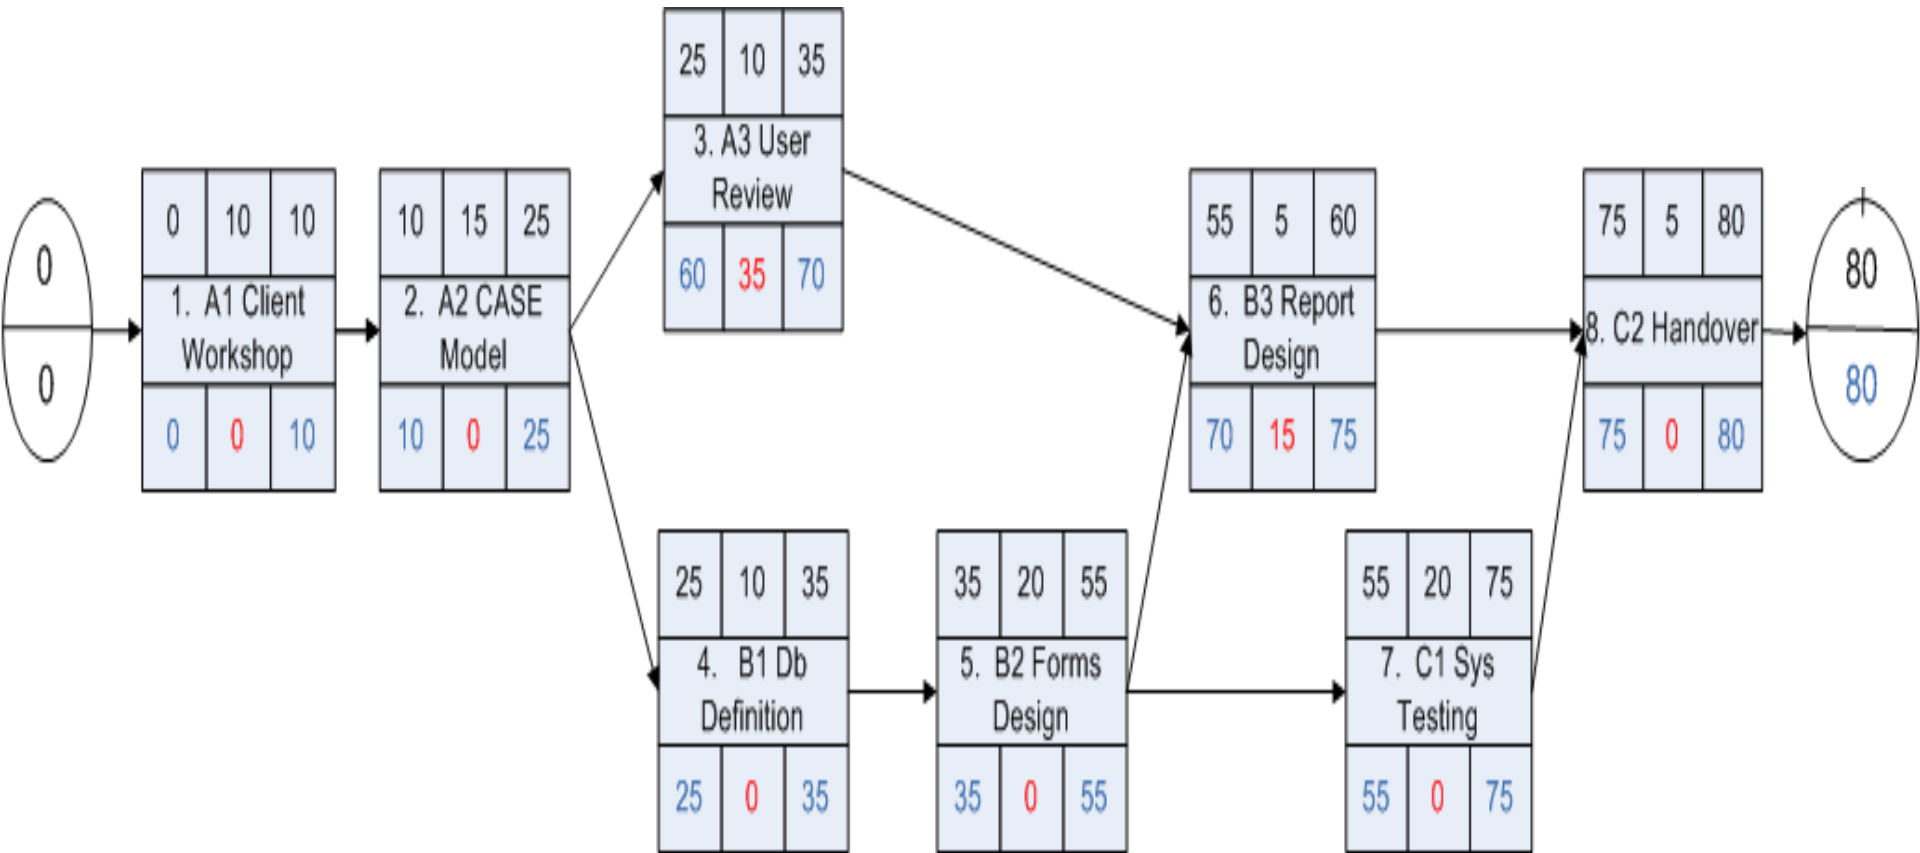 0
0
0 10 10
1. A1 Client
Workshop
0 0 10
10 15 25
2. A2 CASE
Model
10 0 25
25 10 35
3. A3 User
Review
60 35 70
25 10 35
4. B1 Db
Definition
25 0 35
35 20 55
5. B2 Forms
Design
35 0 55
55 5 60
6. B3 Report
Design
70 15 75
55 20 75
7. C1 Sys
Testing
55 0 75
75 5 80
8. C2 Handover
75 0 80
80
80